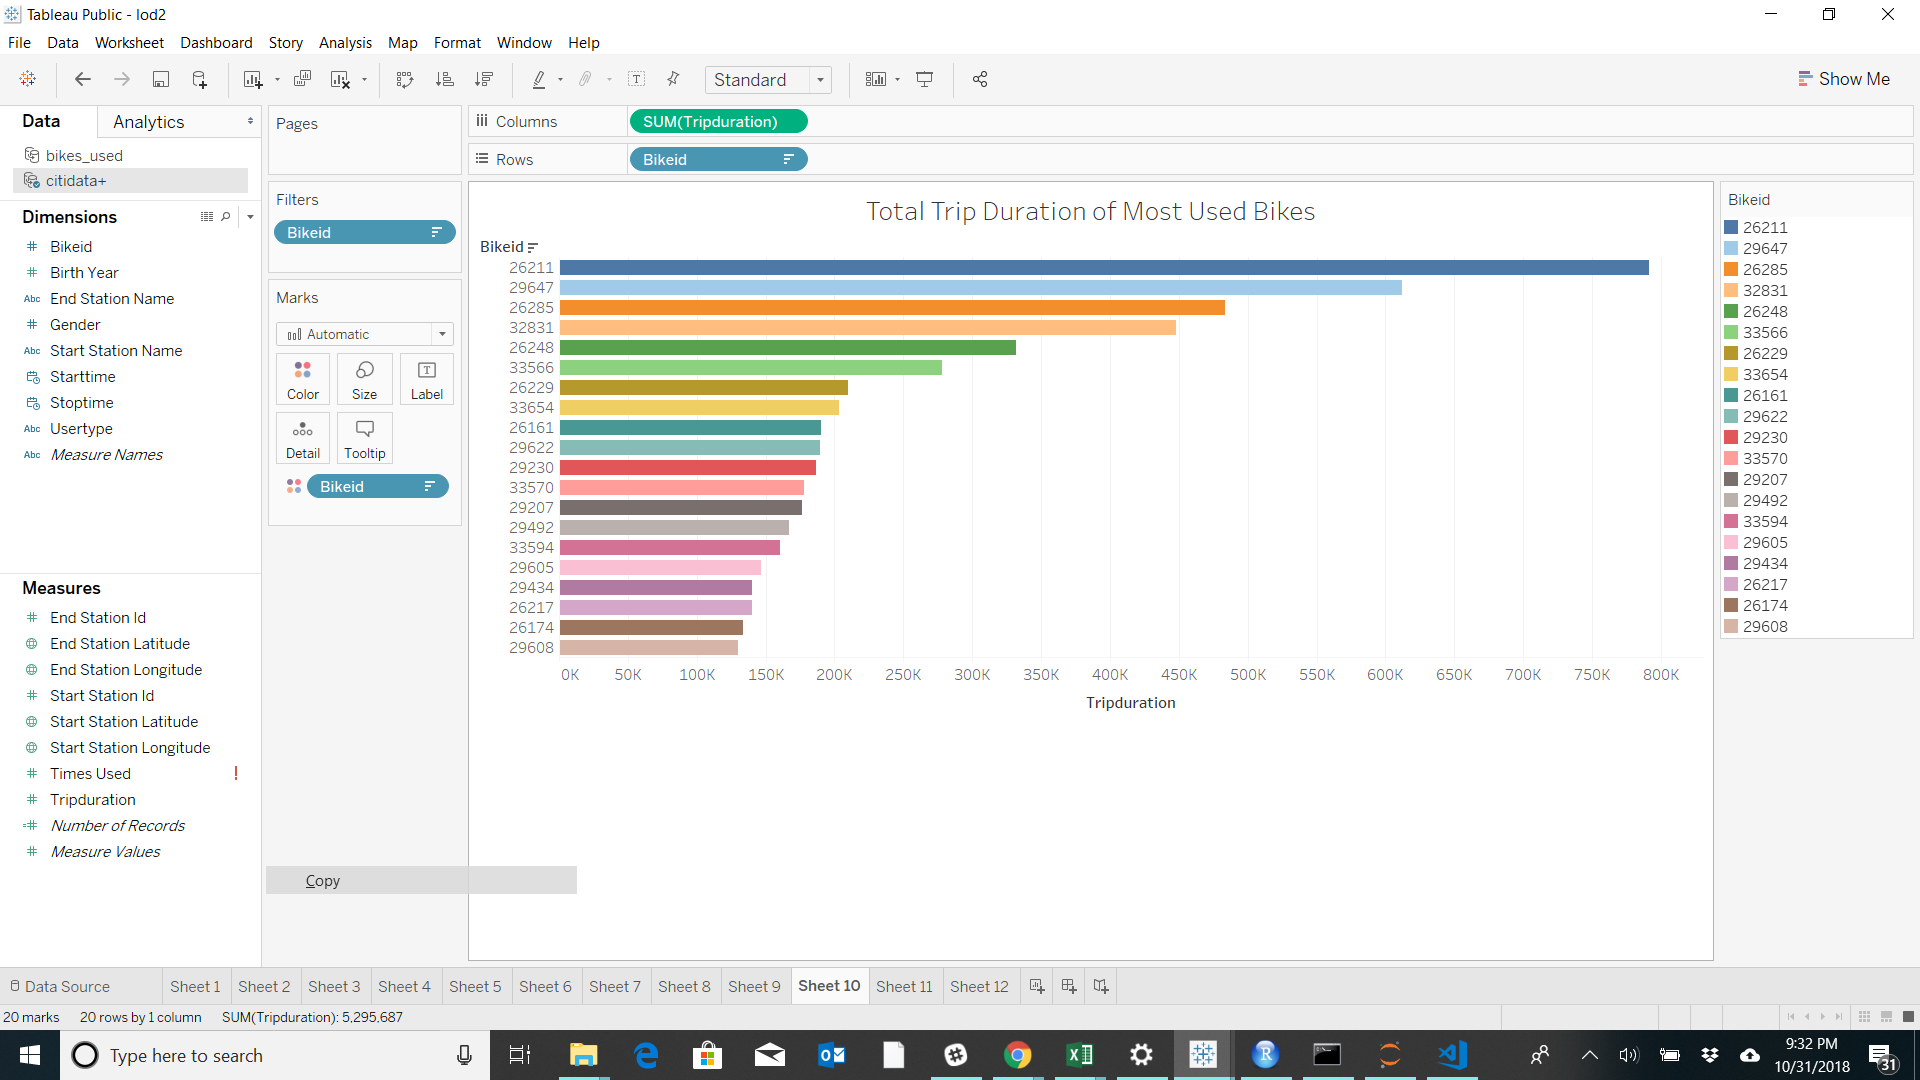 Tableau Public - lod2
File Data Worksheet Dashboard Story Analysis Map Format Window Help
Standard
Show Me
Data Analytics
bikes_used
citidata+
Dimensions
Bikeid
Birth Year
Abc End Station Name
Gender
Abc Start Station Name
Starttime
Stoptime
Abc Usertype
Abc Measure Names
Measures
End Station Id
End Station Latitude
End Station Longitude
Start Station Id
Start Station Latitude
Start Station Longitude
Times Used !
Tripduration
Number of Records
Measure Values
Pages
Filters
Bikeid
Marks
Automatic
Color Size Label
Detail Tooltip
Bikeid
Copy
Columns SUM(Tripduration)
Rows Bikeid
Total Trip Duration of Most Used Bikes
Bikeid
26211
29647
26285
32831
26248
33566
26229
33654
26161
29622
29230
33570
29207
29492
33594
29605
29434
26217
26174
29608
0K 50K 100K 150K 200K 250K 300K 350K 400K 450K 500K 550K 600K 650K 700K 750K 800K
Tripduration
Bikeid
26211
29647
26285
32831
26248
33566
26229
33654
26161
29622
29230
33570
29207
29492
33594
29605
29434
26217
26174
29608
Data Source Sheet 1 Sheet 2 Sheet 3 Sheet 4 Sheet 5 Sheet 6 Sheet 7 Sheet 8 Sheet 9 Sheet 10 Sheet 11 Sheet 12
20 marks 20 rows by 1 column SUM(Tripduration): 5,295,687
Type here to search
9:32 PM
10/31/2018
31